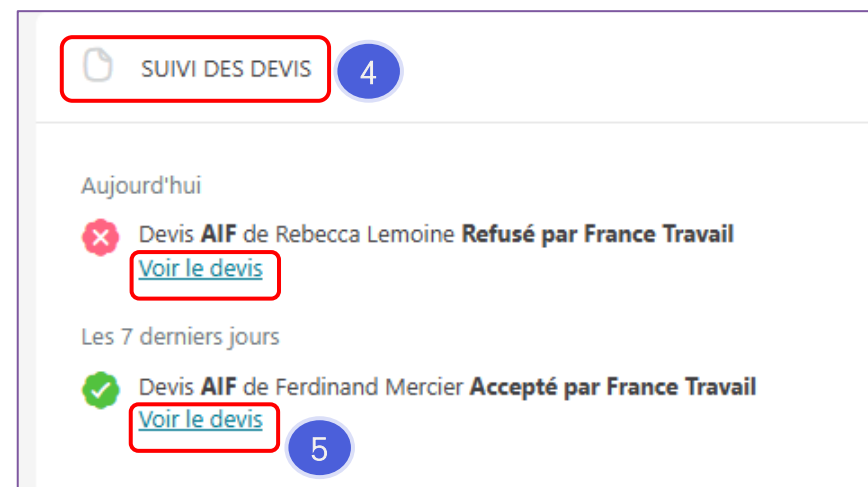 SUIVI DES DEVIS
4
Aujourd'hui
Devis AIF de Rebecca Lemoine Refusé par France Travail
Voir le devis
Les 7 derniers jours
Devis AIF de Ferdinand Mercier Accepté par France Travail
Voir le devis
5